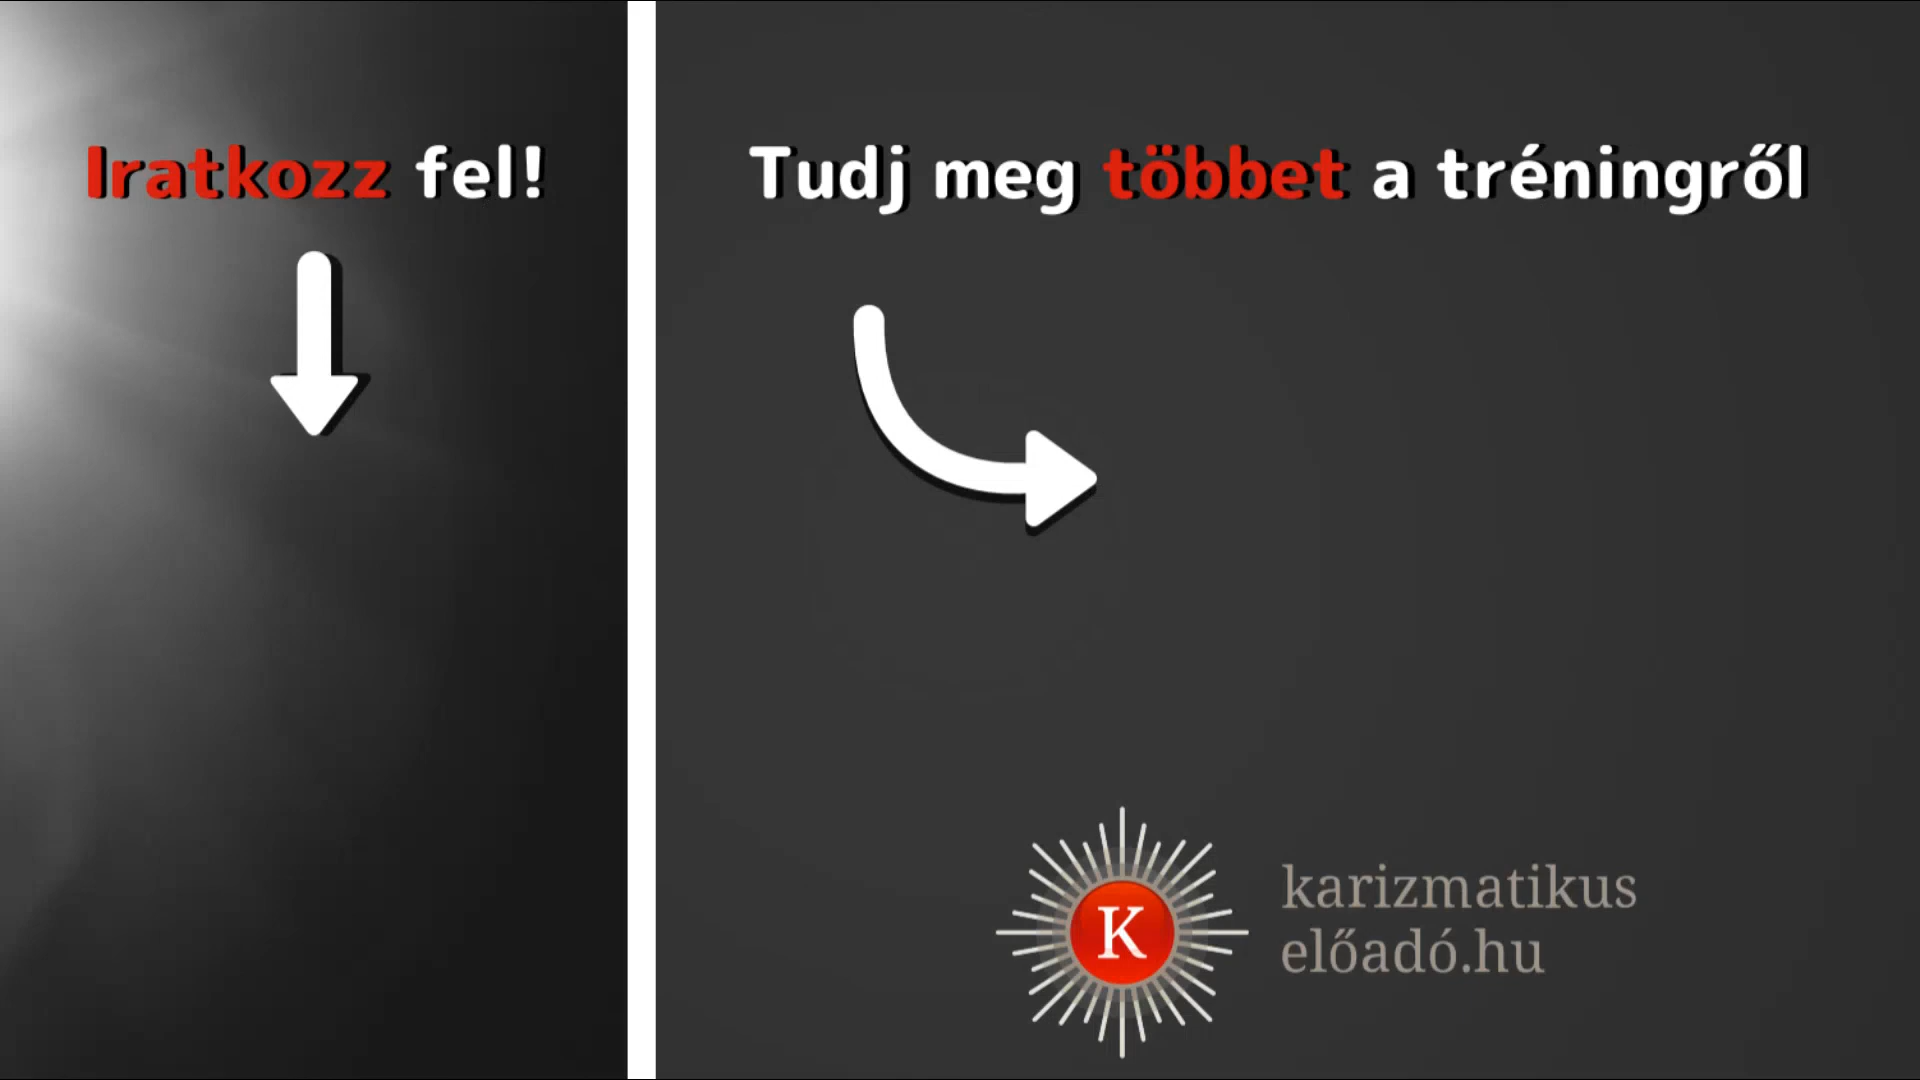 Iratkozz fel!
Tudj meg többet a tréningről
K
karizmatikus
előadó.hu